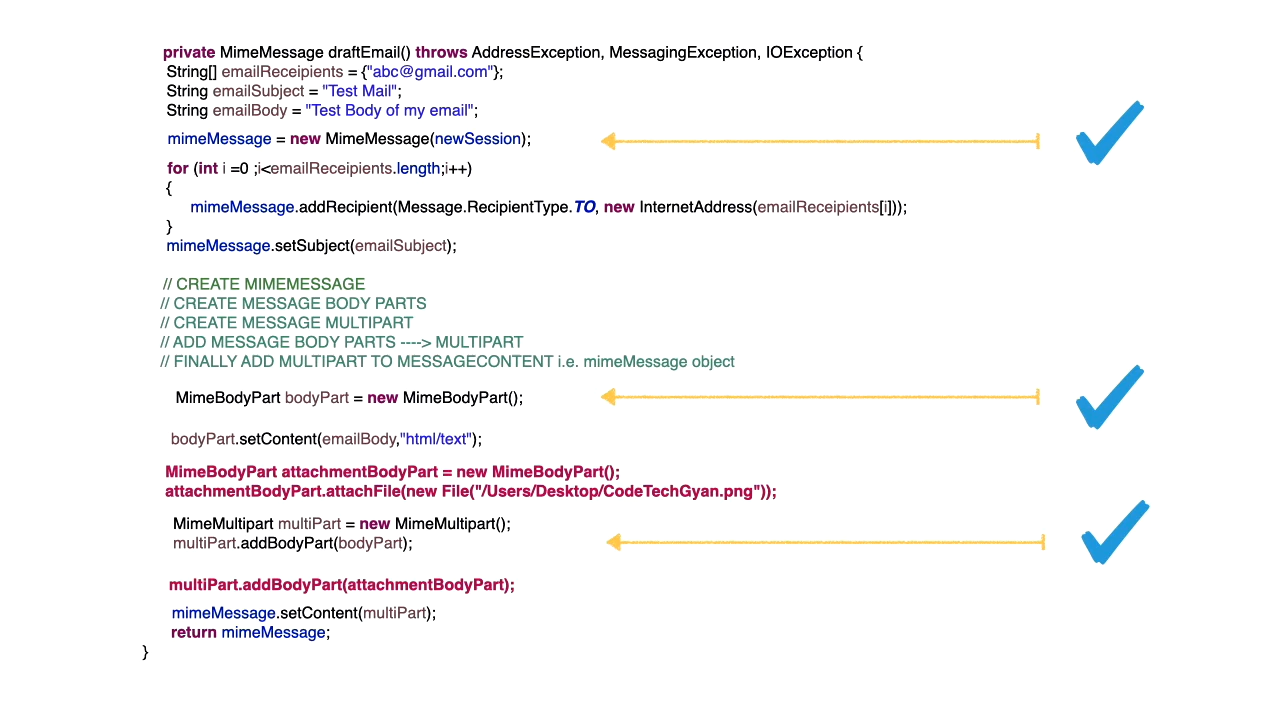 private MimeMessage draftEmail() throws AddressException, MessagingException, IOException {
String[] emailReceipients = {"abc@gmail.com"};
String emailSubject = "Test Mail";
String emailBody = "Test Body of my email";
mimeMessage = new MimeMessage(newSession);
for (int i =0 ;i<emailReceipients.length;i++)
{
mimeMessage.addRecipient(Message.RecipientType.TO, new InternetAddress(emailReceipients[i]));
}
mimeMessage.setSubject(emailSubject);
// CREATE MIMEMESSAGE
// CREATE MESSAGE BODY PARTS
// CREATE MESSAGE MULTIPART
// ADD MESSAGE BODY PARTS ----> MULTIPART
// FINALLY ADD MULTIPART TO MESSAGECONTENT i.e. mimeMessage object
MimeBodyPart bodyPart = new MimeBodyPart();
bodyPart.setContent(emailBody,"html/text");
MimeBodyPart attachmentBodyPart = new MimeBodyPart();
attachmentBodyPart.attachFile(new File("/Users/Desktop/CodeTechGyan.png"));
MimeMultipart multiPart = new MimeMultipart();
multiPart.addBodyPart(bodyPart);
multiPart.addBodyPart(attachmentBodyPart);
mimeMessage.setContent(multiPart);
return mimeMessage;
}